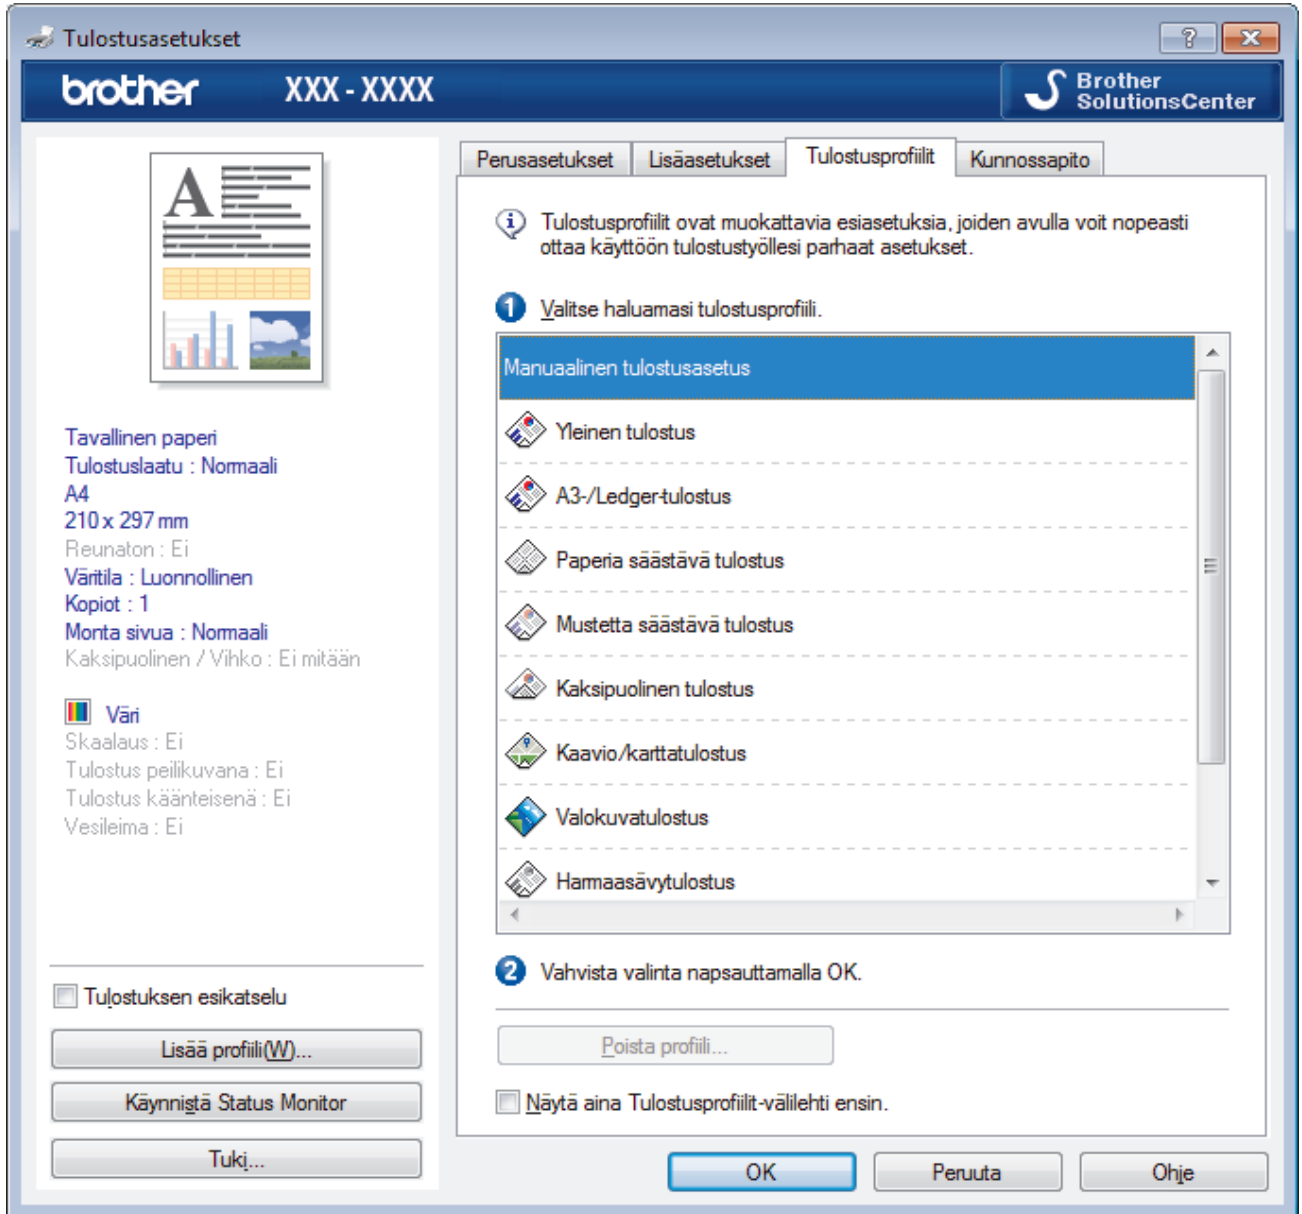 Tulostusasetukset
brother XXX - XXXX
Brother
SolutionsCenter
Perusasetukset Lisäasetukset Tulostusprofiilit Kunnossapito
A
Tulostusprofiilit ovat muokattavia esiasetuksia, joiden avulla voit nopeasti
ottaa käyttöön tulostustyöllesi parhaat asetukset.
1 Valitse haluamasi tulostusprofiili.
Manuaalinen tulostusasetus
Yleinen tulostus
A3-/Ledger-tulostus
Paperia säästävä tulostus
Mustetta säästävä tulostus
Kaksipuolinen tulostus
Kaavio/karttatulostus
Valokuvatulostus
Harmaasävytulostus
2 Vahvista valinta napsauttamalla OK.
Poista profiili...
Näytä aina Tulostusprofiilit-välilehti ensin.
Tavallinen paperi
Tulostuslaatu : Normaali
A4
210 x 297 mm
Reunaton : Ei
Väritila : Luonnollinen
Kopiot : 1
Monta sivua : Normaali
Kaksipuolinen / Vihko : Ei mitään
Väri
Skaalaus : Ei
Tulostus peilikuvana : Ei
Tulostus käänteisenä : Ei
Vesileima : Ei
Tulostuksen esikatselu
Lisää profiili(W)...
Käynnistä Status Monitor
Tuki...
OK Peruuta Ohje